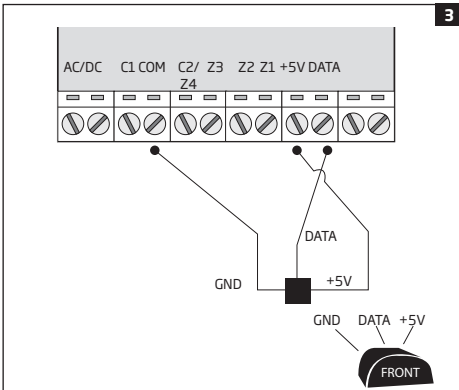 3
AC/DC C1 COM C2/ Z3 Z2 Z1 +5V DATA
Z4
DATA
GND +5V
GND DATA +5V
FRONT